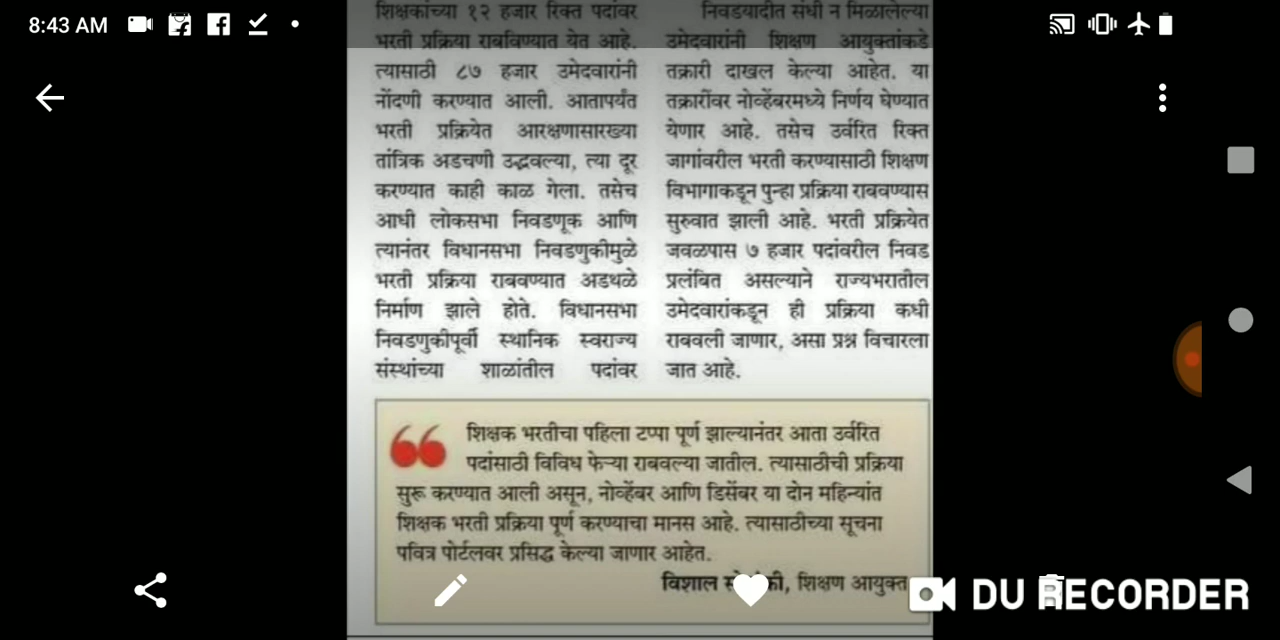 8:43 AM
शिक्षकांच्या १२ हजार रिक्त पदांवर
भरती प्रक्रिया राबविण्यात येत आहे.
त्यासाठी ८७ हजार उमेदवारांनी
नोंदणी करण्यात आली. आतापर्यंत
भरती प्रक्रियेत आरक्षणासारख्या
तांत्रिक अडचणी उद्भवल्या, त्या दूर
करण्यात काही काळ गेला. तसेच
आधी लोकसभा निवडणूक आणि
त्यानंतर विधानसभा निवडणुकीमुळे
भरती प्रक्रिया राबवण्यात अडथळे
निर्माण झाले होते. विधानसभा
निवडणुकीपूर्वी स्थानिक स्वराज्य
संस्थांच्या शाळांतील पदांवर
निवडयादीत संधी न मिळालेल्या
उमेदवारांनी शिक्षण आयुक्तांकडे
तक्रारी दाखल केल्या आहेत. या
तक्रारींवर नोव्हेंबरमध्ये निर्णय घेण्यात
येणार आहे. तसेच उर्वरित रिक्त
जागांवरील भरती करण्यासाठी शिक्षण
विभागाकडून पुन्हा प्रक्रिया राबवण्यास
सुरुवात झाली आहे. भरती प्रक्रियेत
जवळपास ७ हजार पदांवरील निवड
प्रलंबित असल्याने राज्यभरातील
उमेदवारांकडून ही प्रक्रिया कधी
राबवली जाणार, असा प्रश्न विचारला
जात आहे.
शिक्षक भरतीचा पहिला टप्पा पूर्ण झाल्यानंतर आता उर्वरित
पदांसाठी विविध फेऱ्या राबवल्या जातील. त्यासाठीची प्रक्रिया
सुरू करण्यात आली असून, नोव्हेंबर आणि डिसेंबर या दोन महिन्यांत
शिक्षक भरती प्रक्रिया पूर्ण करण्याचा मानस आहे. त्यासाठीच्या सूचना
पवित्र पोर्टलवर प्रसिद्ध केल्या जाणार आहेत.
विशाल शिक्षण आयुक्त
DU RECORDER